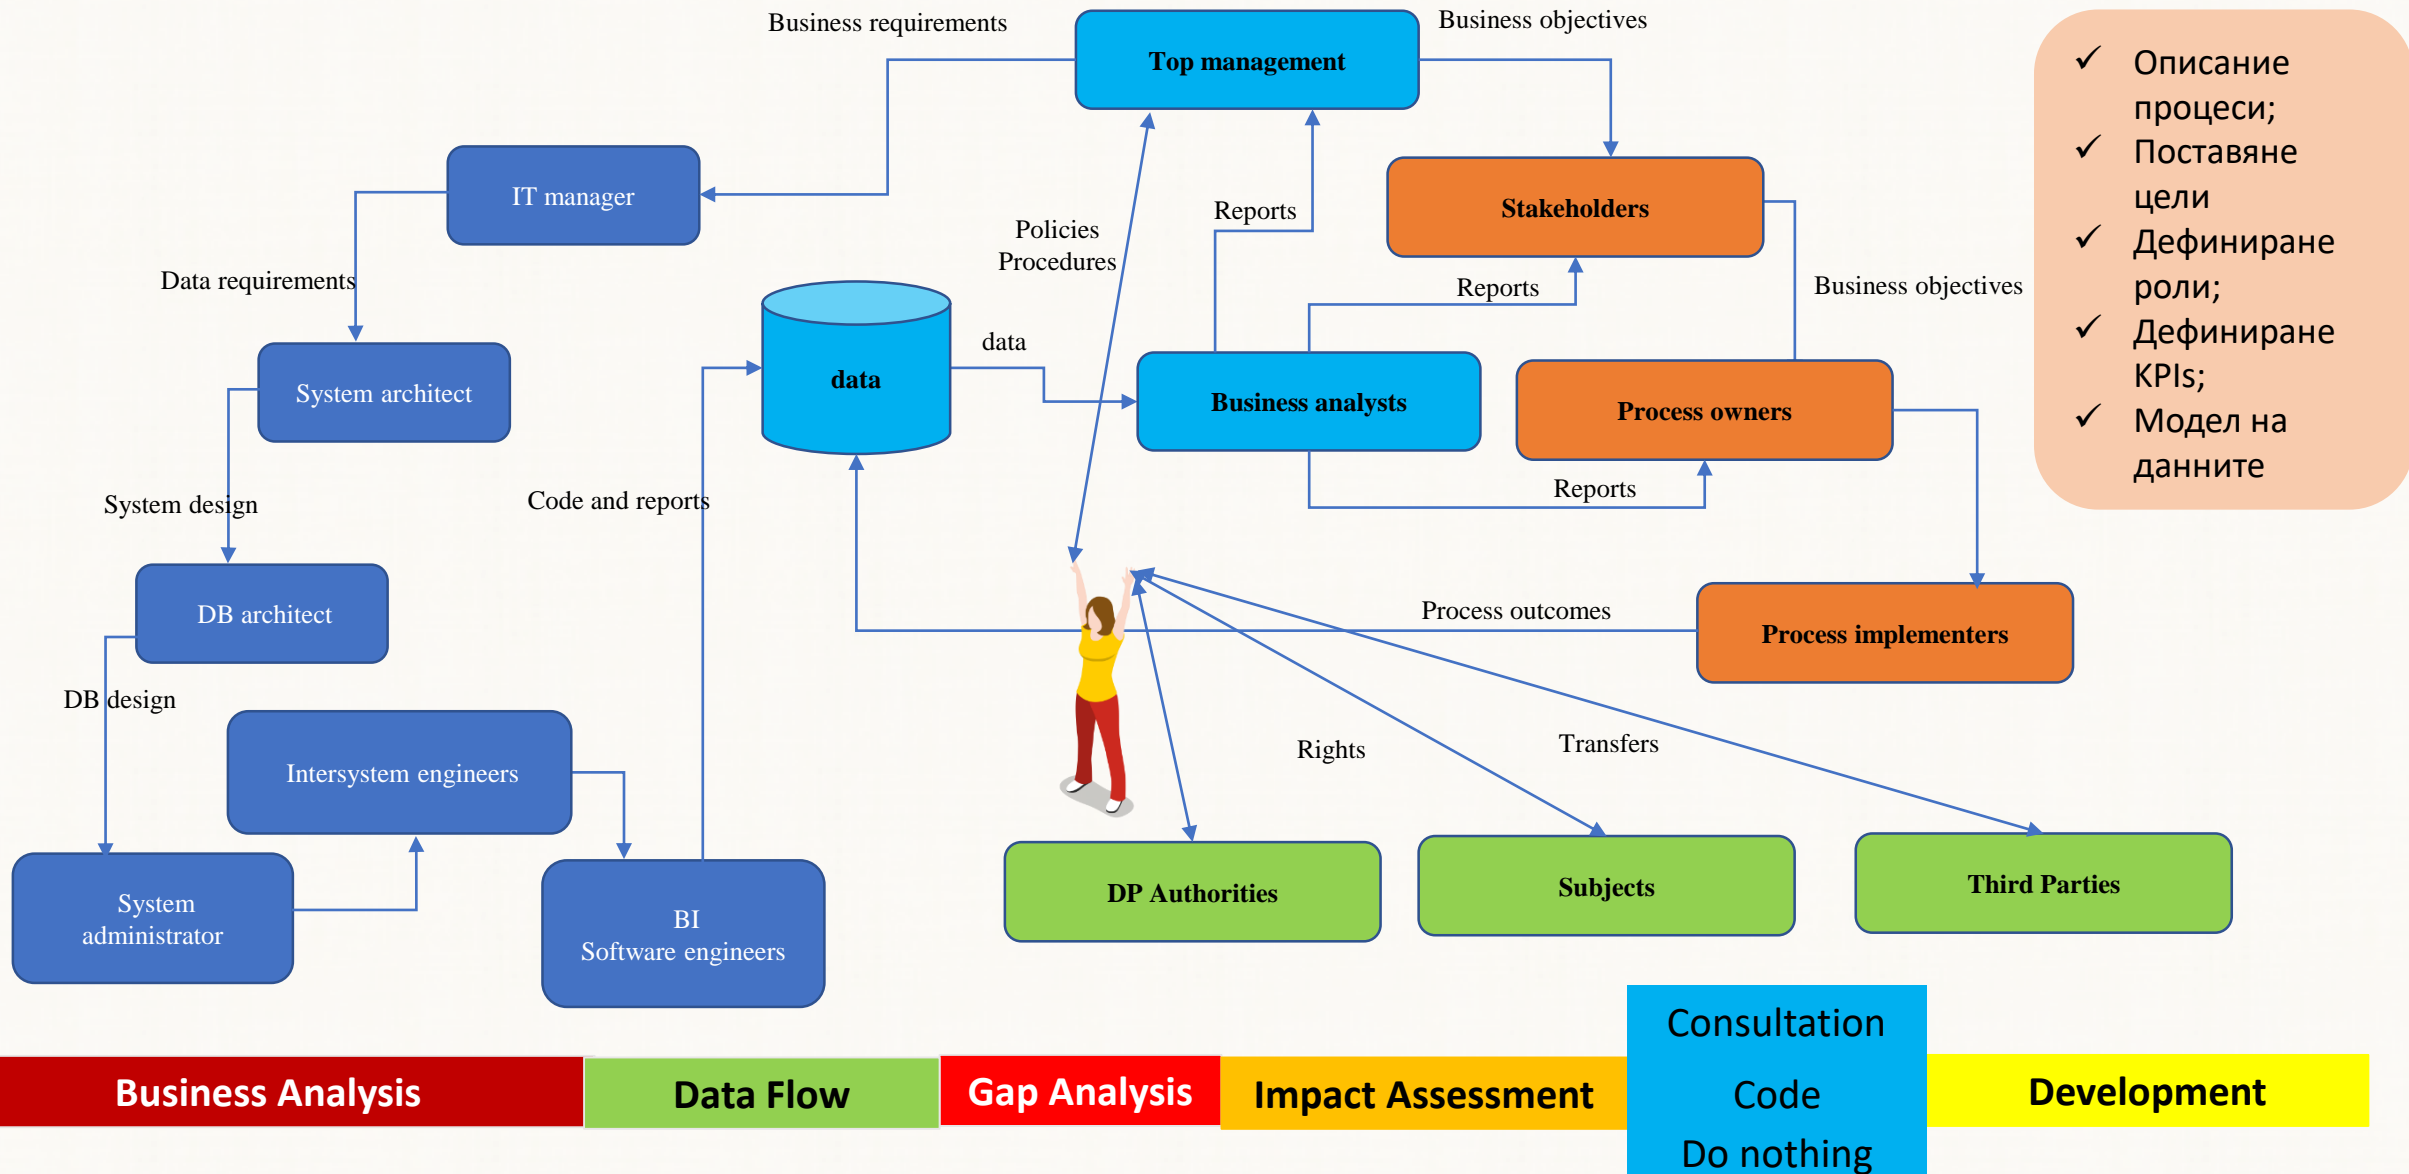 Business requirements
Top management
Business objectives
IT manager
Policies
Procedures
Reports
Stakeholders
Data requirements
Reports
Business objectives
data
data
System architect
Business analysts
Process owners
System design
Code and reports
Reports
DB architect
Process outcomes
Process implementers
DB design
Intersystem engineers
Rights
Transfers
System
administrator
BI
Software engineers
DP Authorities
Subjects
Third Parties
✓ Описание
процеси;
✓ Поставяне
цели
✓ Дефиниране
роли;
✓ Дефиниране
KPIs;
✓ Модел на
данните
Business Analysis
Data Flow
Gap Analysis
Impact Assessment
Consultation
Code
Do nothing
Development